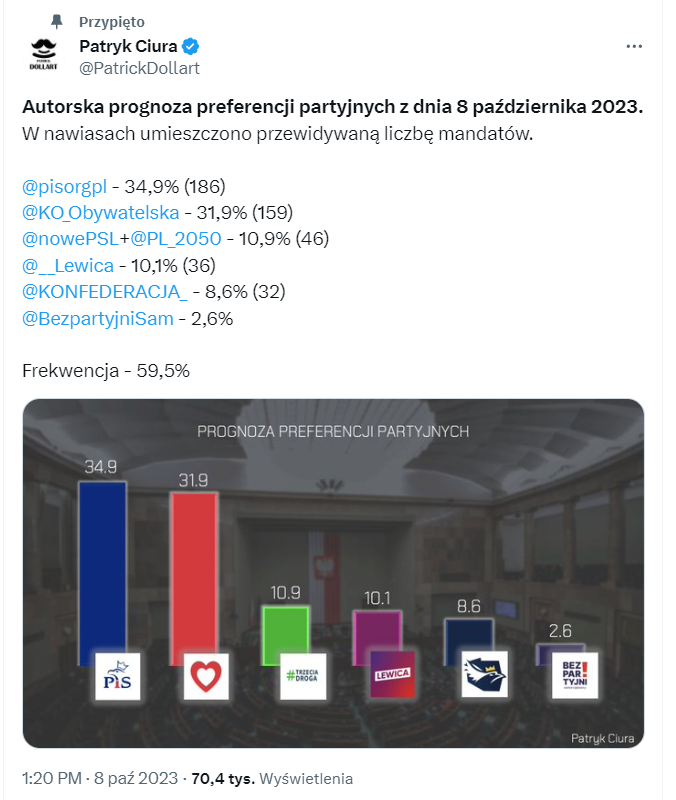 Przypięto
Patryk Ciura
@PatrickDollart
DOLLART
Autorska prognoza preferencji partyjnych z dnia 8 października 2023.
W nawiasach umieszczono przewidywaną liczbę mandatów.
@pisorgpl - 34,9% (186)
@KO_Obywatelska - 31,9% (159)
@nowePSL+@PL_2050 - 10,9% (46)
@__Lewica - 10,1% (36)
@KONFEDERACJA_ - 8,6% (32)
@BezpartyjniSam - 2,6%
Frekwencja - 59,5%
PROGNOZA PREFERENCJI PARTYJNYCH
34.9
31.9
10.9
10.1
8.6
2.6
PiS
#TRZECIA
DROGA
LEWICA
BEZ
PAR
TYJNI
Patryk Ciura
1:20 PM · 8 paź 2023 · 70,4 tys. Wyświetlenia